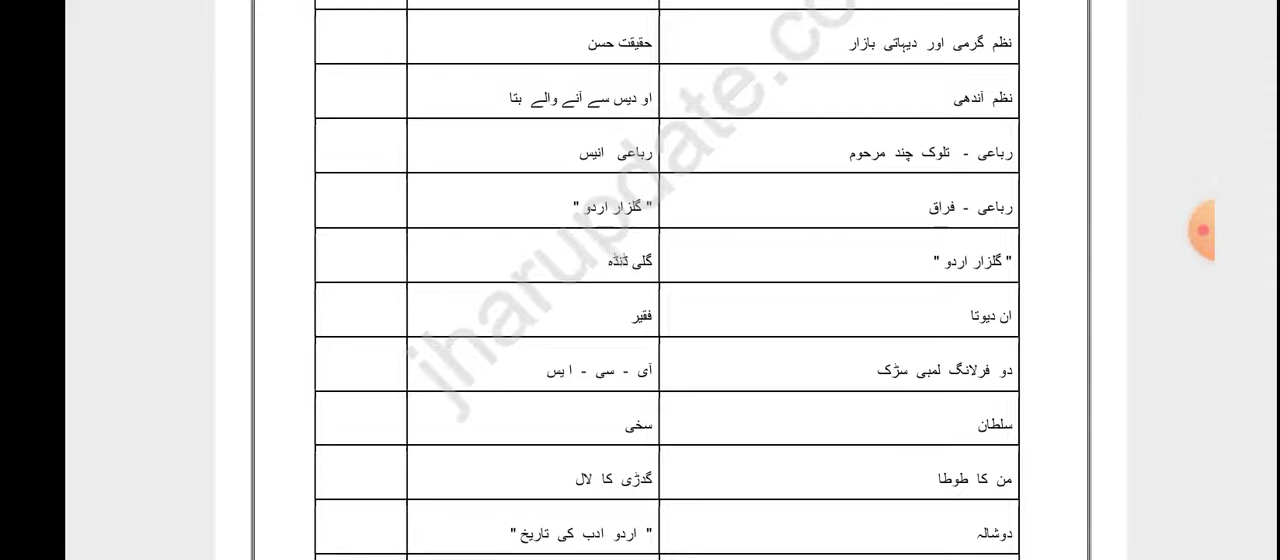 نظم گرمی اور دیہاتی بازار
حقیقت حسن
نظم آندھی
او دیس سے آنے والے بتا
رباعی - تلوک چند مرحوم
رباعی انیس
رباعی - فراق
" گلزار اردو "
" گلزار اردو "
گلی ڈنڈہ
ان دیوتا
فقیر
دو فرلانگ لمبی سڑک
آی - سی - ایس
سلطان
سخی
من کا طوطا
گدڑی کا لال
دوشالہ
" اردو ادب کی تاریخ "
jharupdate.co